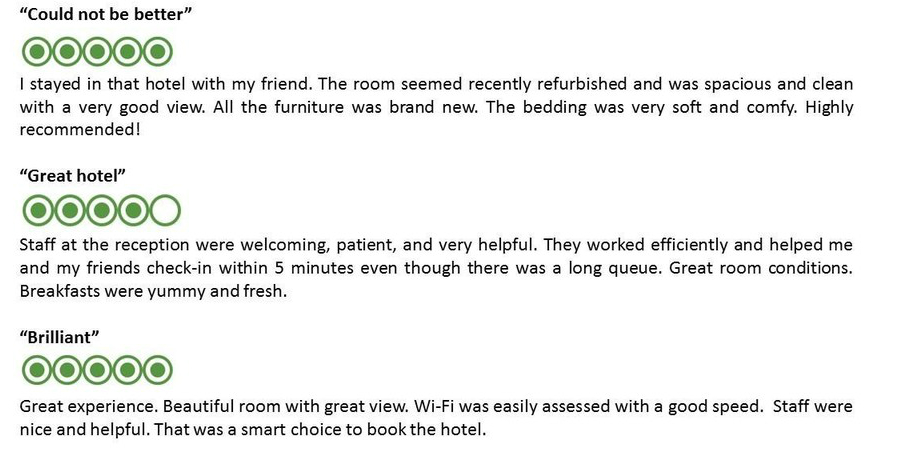 “Could not be better”
I stayed in that hotel with my friend. The room seemed recently refurbished and was spacious and clean
with a very good view. All the furniture was brand new. The bedding was very soft and comfy. Highly
recommended!
“Great hotel”
Staff at the reception were welcoming, patient, and very helpful. They worked efficiently and helped me
and my friends check-in within 5 minutes even though there was a long queue. Great room conditions.
Breakfasts were yummy and fresh.
“Brilliant”
Great experience. Beautiful room with great view. Wi-Fi was easily assessed with a good speed.  Staff were
nice and helpful. That was a smart choice to book the hotel.